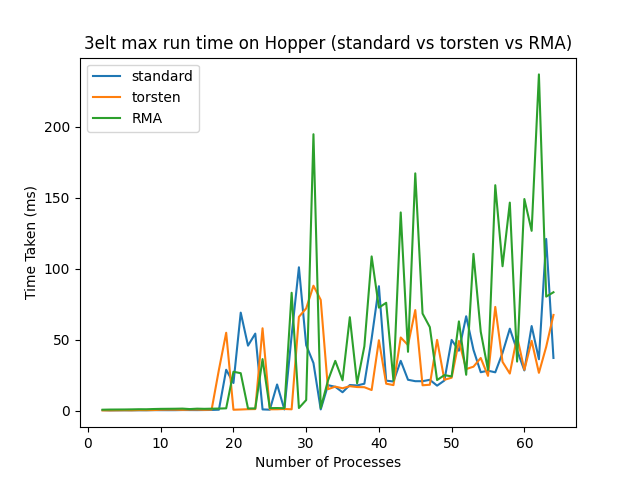 3elt max run time on Hopper (standard vs torsten vs RMA)
standard
torsten
RMA
Time Taken (ms)
200
150
100
50
0
0 10 20 30 40 50 60
Number of Processes